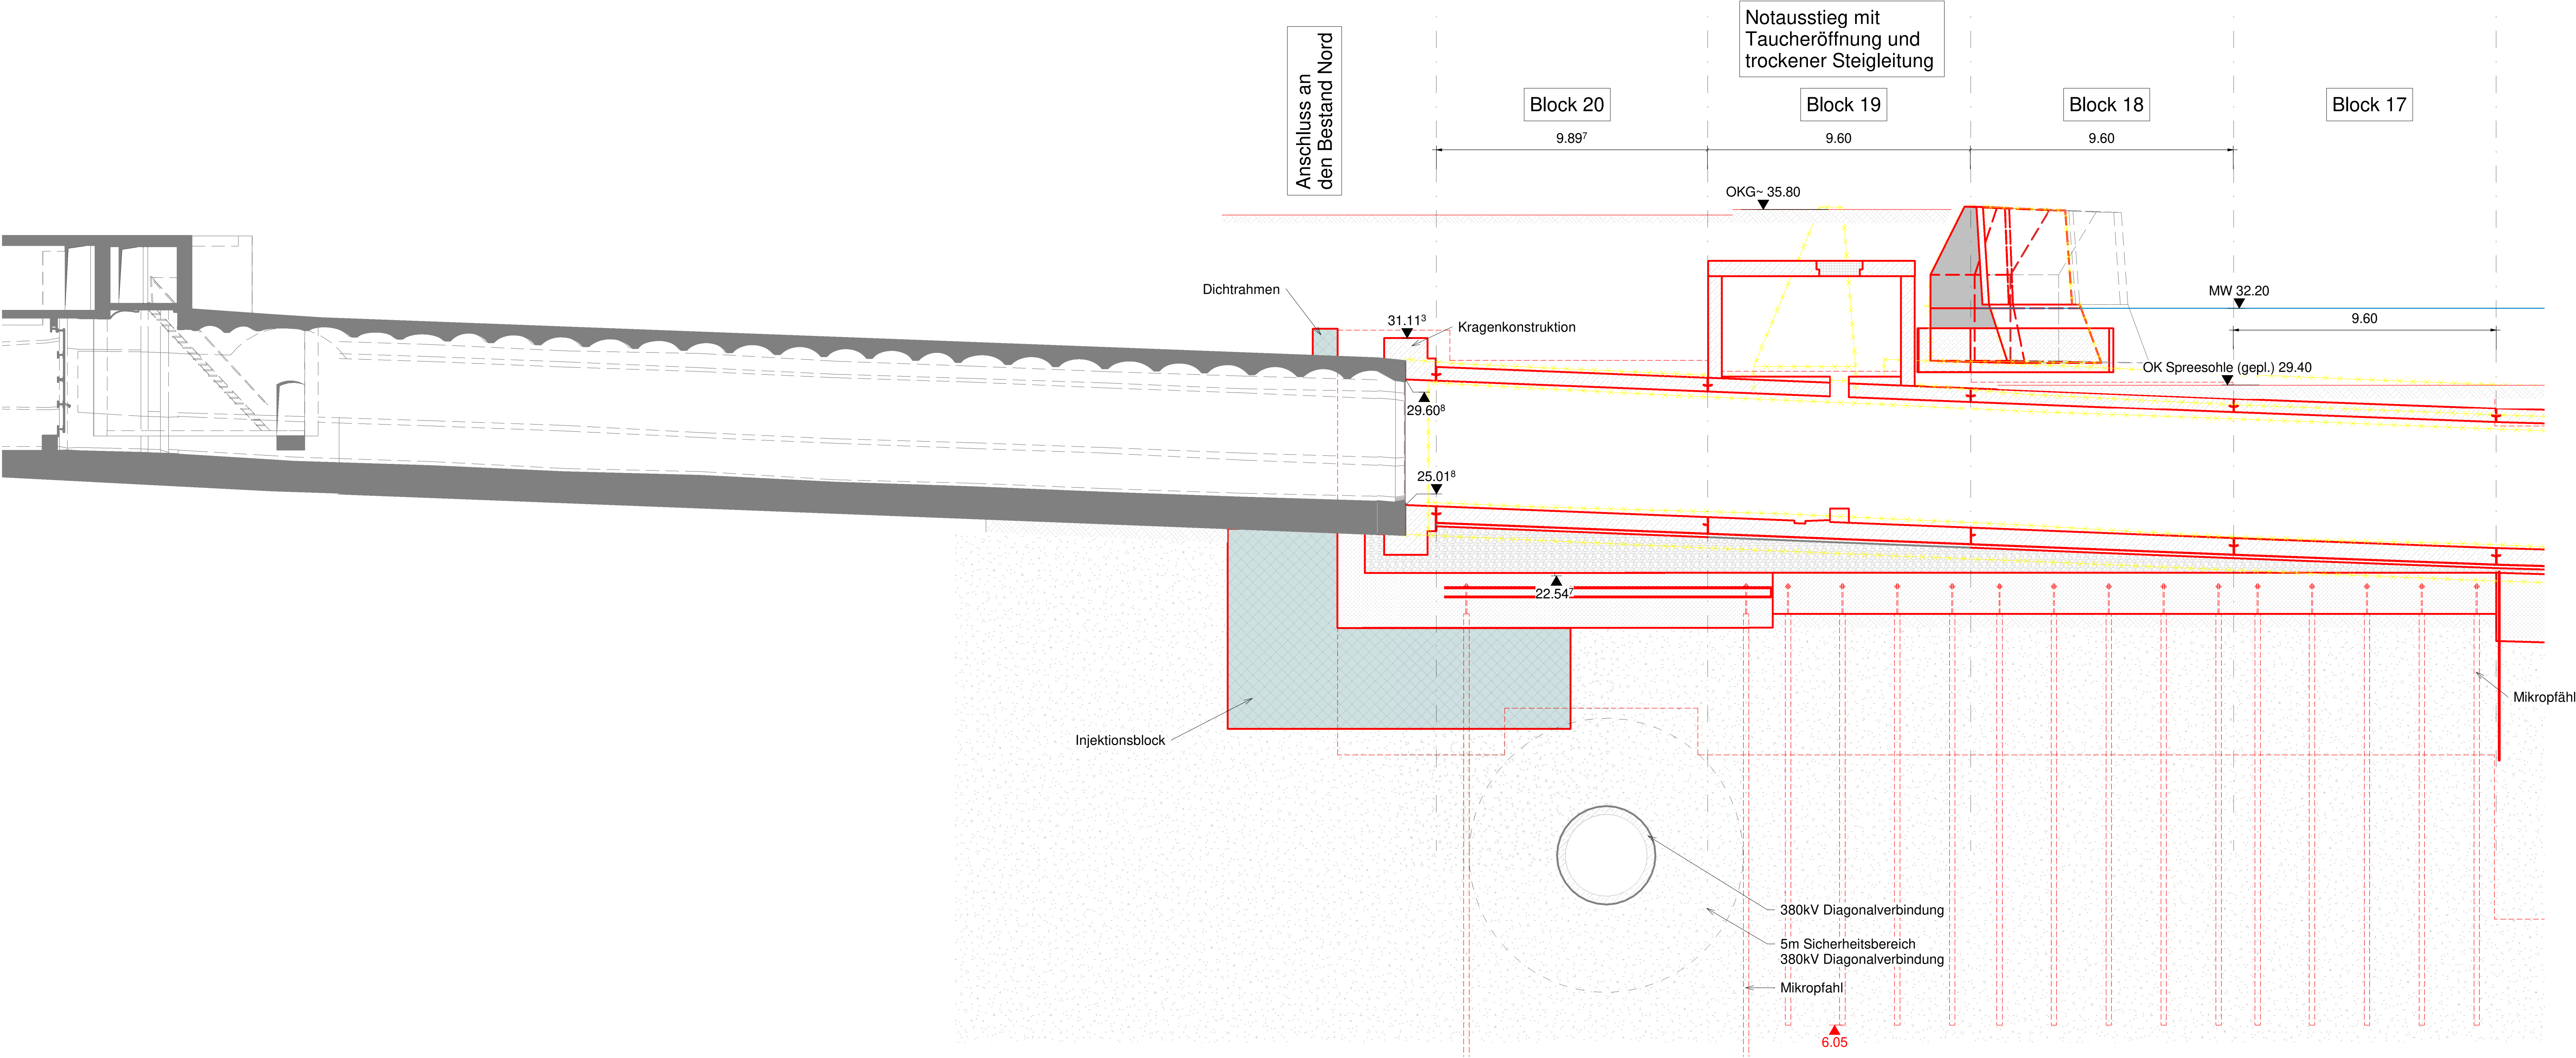 Notausstieg mit
Taucheröffnung und
trockener Steigleitung
Anschluss an
den Bestand Nord
Block 20
Block 19
Block 18
Block 17
9.89⁷
9.60
9.60
OKG~ 35.80
MW 32.20
9.60
Dichtrahmen
31.11³
Kragenkonstruktion
OK Spreesohle (gepl.) 29.40
29.60⁸
25.01⁸
22.54⁷
Mikropfähl
Injektionsblock
380kV Diagonalverbindung
5m Sicherheitsbereich
380kV Diagonalverbindung
Mikropfahl
6.05